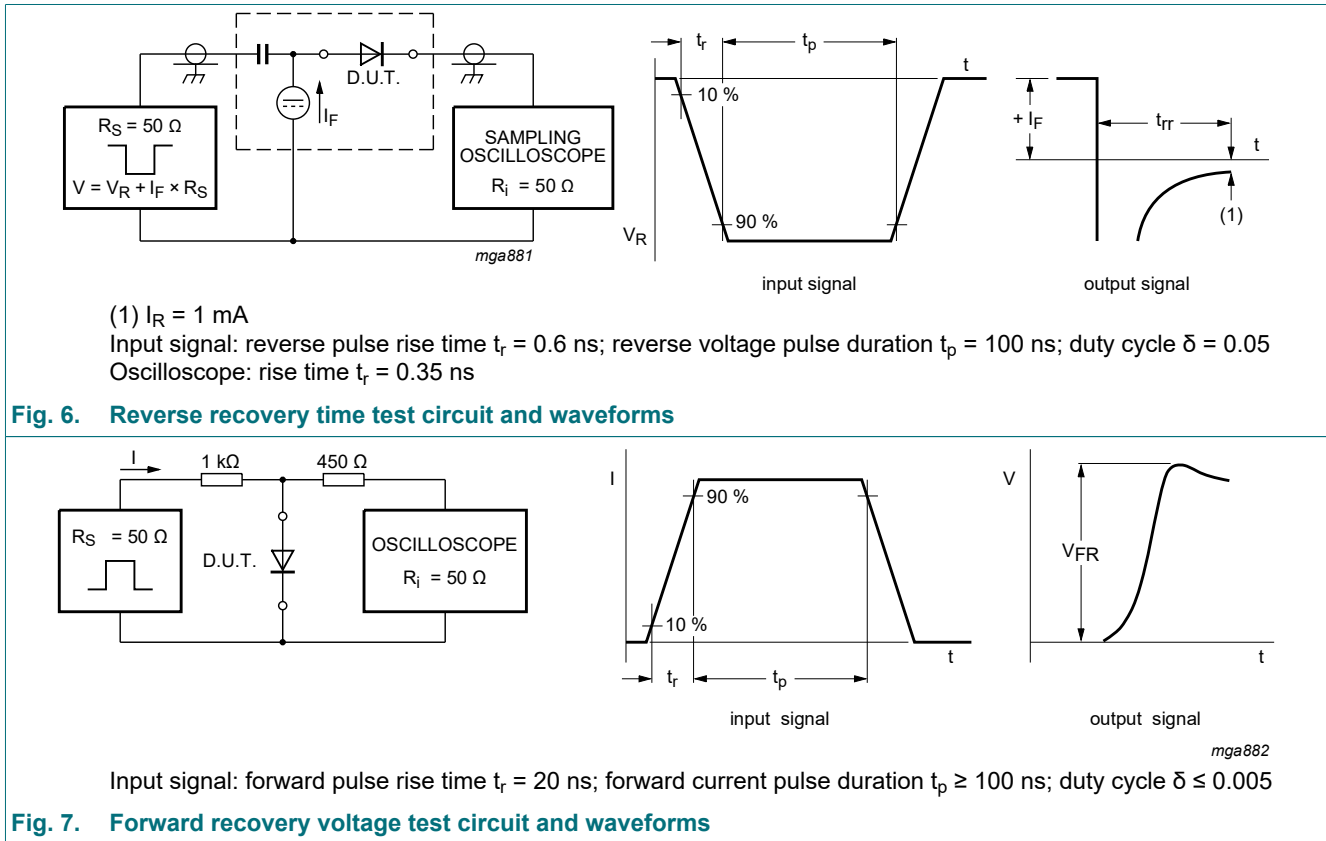 D.U.T.
I_F
R_S = 50 Ω
V = V_R + I_F × R_S
SAMPLING
OSCILLOSCOPE
R_i = 50 Ω
mga881
t_r
t_p
t
10 %
90 %
V_R
input signal
+ I_F
t_rr
t
(1)
output signal
(1) I_R = 1 mA
Input signal: reverse pulse rise time t_r = 0.6 ns; reverse voltage pulse duration t_p = 100 ns; duty cycle δ = 0.05
Oscilloscope: rise time t_r = 0.35 ns
Fig. 6. Reverse recovery time test circuit and waveforms
I
1 kΩ
450 Ω
R_S = 50 Ω
D.U.T.
OSCILLOSCOPE
R_i = 50 Ω
I
90 %
10 %
t
t_r
t_p
input signal
V
V_FR
t
output signal
mga882
Input signal: forward pulse rise time t_r = 20 ns; forward current pulse duration t_p ≥ 100 ns; duty cycle δ ≤ 0.005
Fig. 7. Forward recovery voltage test circuit and waveforms